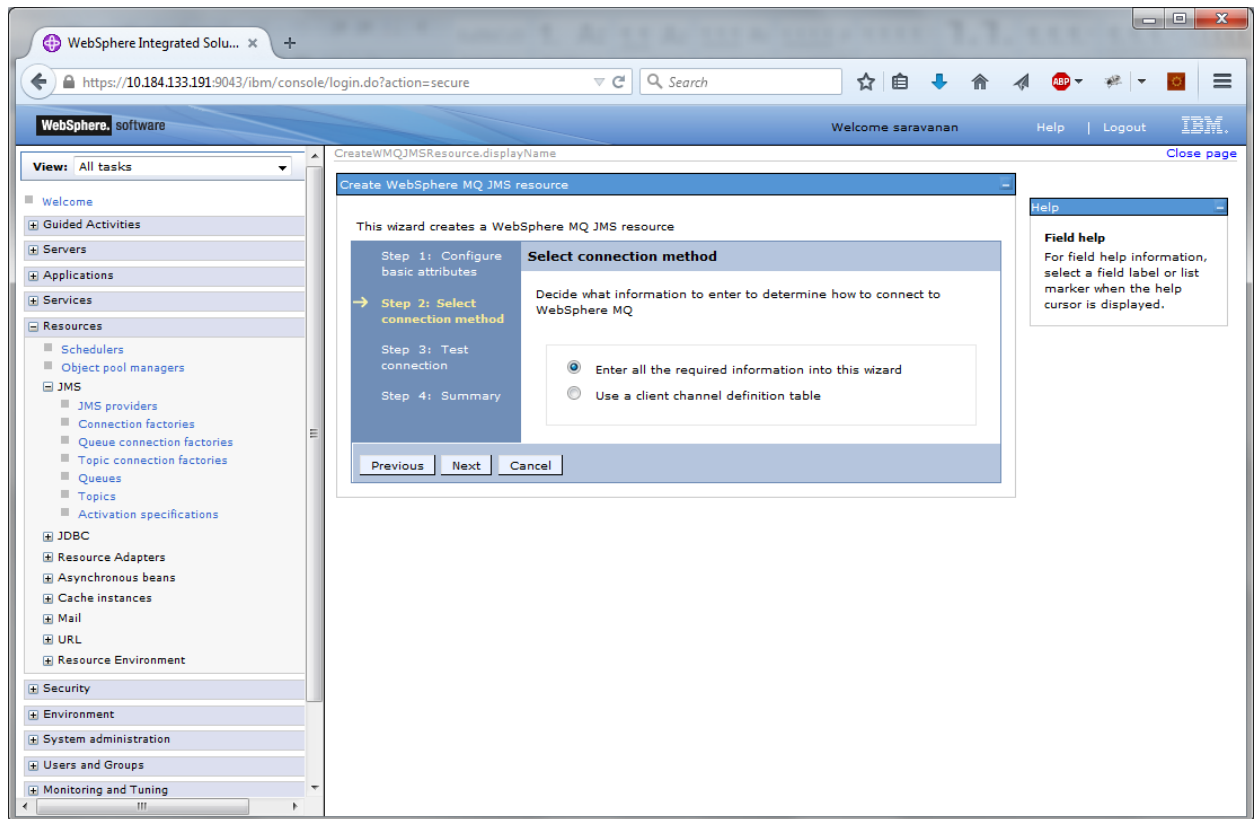 WebSphere Integrated Solu...
https://10.184.133.191:9043/ibm/console/login.do?action=secure
Search
ABP
WebSphere. software
Welcome saravanan
Help | Logout
IBM.
View: All tasks
Welcome
Guided Activities
Servers
Applications
Services
Resources
Schedulers
Object pool managers
JMS
JMS providers
Connection factories
Queue connection factories
Topic connection factories
Queues
Topics
Activation specifications
JDBC
Resource Adapters
Asynchronous beans
Cache instances
Mail
URL
Resource Environment
Security
Environment
System administration
Users and Groups
Monitoring and Tuning
CreateWMQJMSResource.displayName
Close page
Create WebSphere MQ JMS resource
This wizard creates a WebSphere MQ JMS resource
Step 1: Configure
basic attributes
Step 2: Select
connection method
Step 3: Test
connection
Step 4: Summary
Select connection method
Decide what information to enter to determine how to connect to
WebSphere MQ
Enter all the required information into this wizard
Use a client channel definition table
Previous
Next
Cancel
Help
Field help
For field help information,
select a field label or list
marker when the help
cursor is displayed.